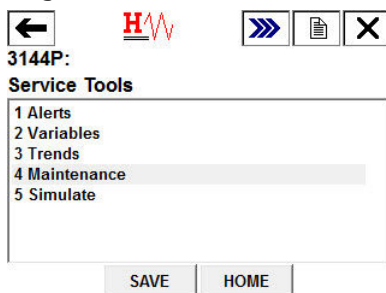 H
3144P:
Service Tools
1 Alerts
2 Variables
3 Trends
4 Maintenance
5 Simulate
SAVE HOME